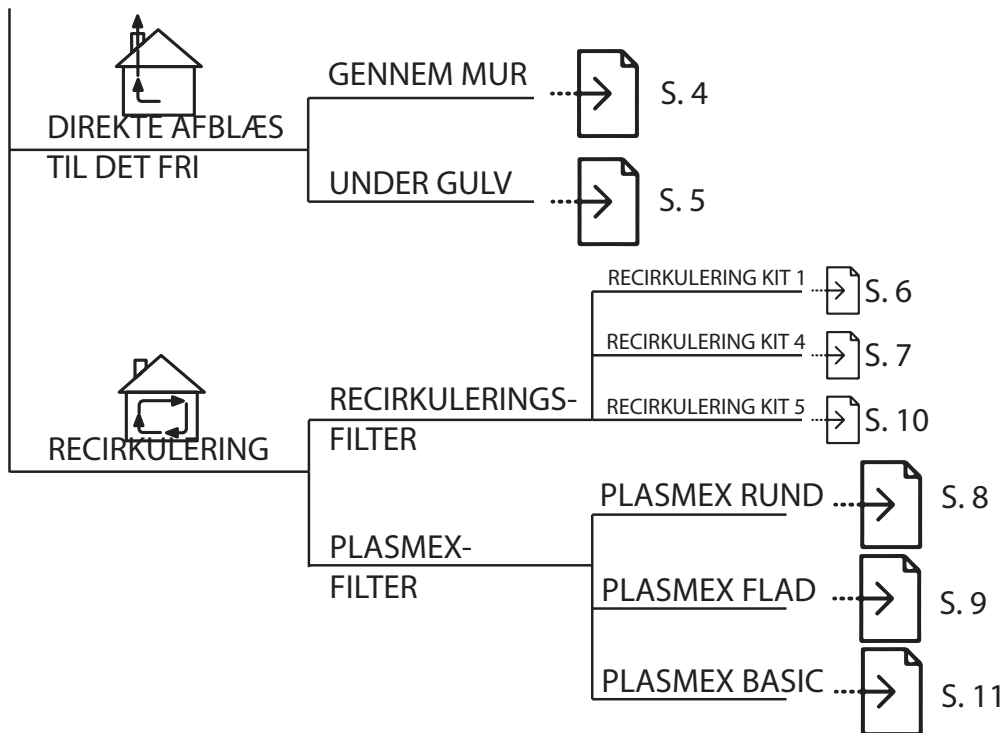 GENNEM MUR
S. 4
DIREKTE AFBLÆS
TIL DET FRI
UNDER GULV
S. 5
RECIRKULERING KIT 1
S. 6
RECIRKULERING KIT 4
S. 7
RECIRKULERINGS-
FILTER
RECIRKULERING KIT 5
S. 10
RECIRKULERING
PLASMEX RUND
S. 8
PLASMEX-
FILTER
PLASMEX FLAD
S. 9
PLASMEX BASIC
S. 11